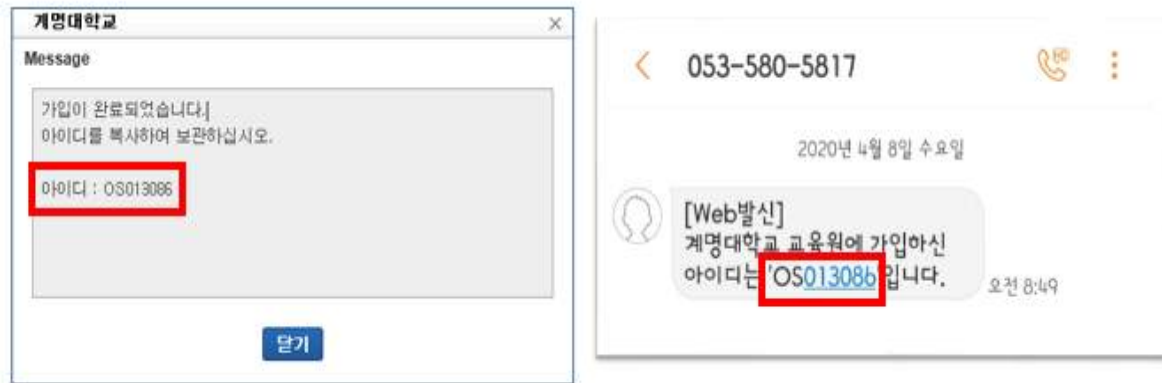 계명대학교
Message
가입이 완료되었습니다.
아이디를 복사하여 보관하십시오.
아이디 : OS013086
닫기
053-580-5817
2020년 4월 8일 수요일
[Web발신]
계명대학교 교육원에 가입하신
아이디는 'OS013086'입니다.
오전 8:49